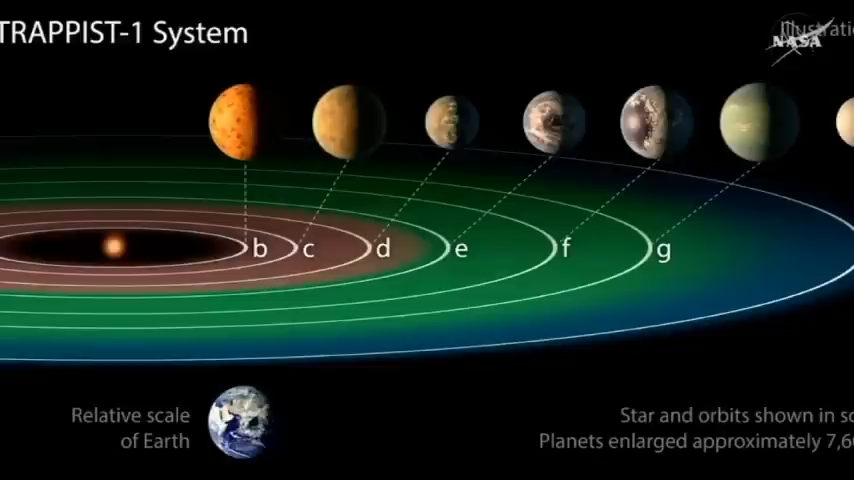 TRAPPIST-1 System
NASA
b c d e f g
Relative scale
of Earth
Star and orbits shown in
Planets enlarged approximately